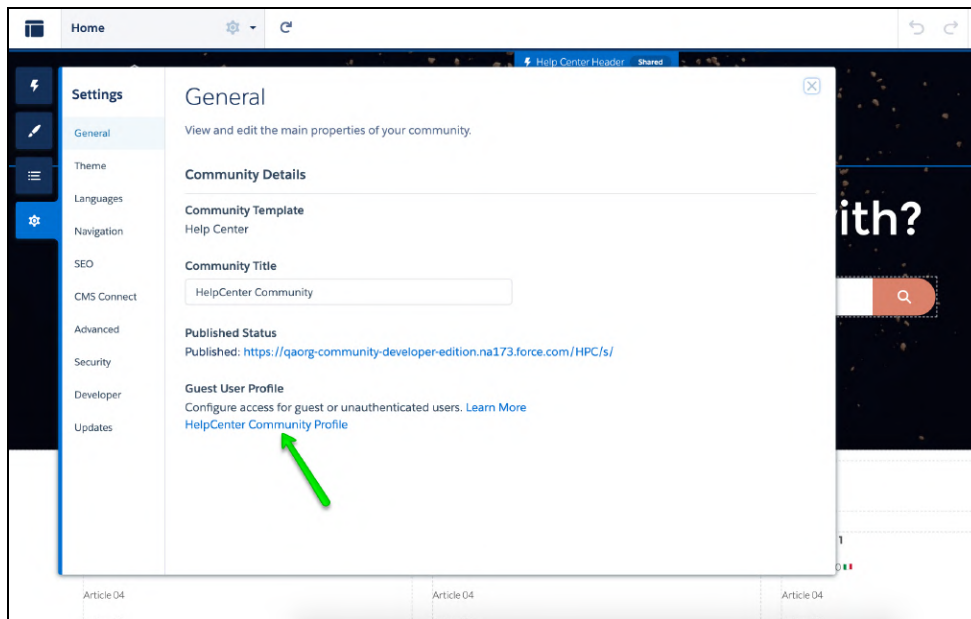 Home
Help Center Header Shared
Settings
General
Theme
Languages
Navigation
SEO
CMS Connect
Advanced
Security
Developer
Updates
General
View and edit the main properties of your community.
Community Details
Community Template
Help Center
Community Title
HelpCenter Community
Published Status
Published: https://qaorg-community-developer-edition.na173.force.com/HPC/s/
Guest User Profile
Configure access for guest or unauthenticated users. Learn More
HelpCenter Community Profile
ith?
1
Article 04
Article 04
Article 04